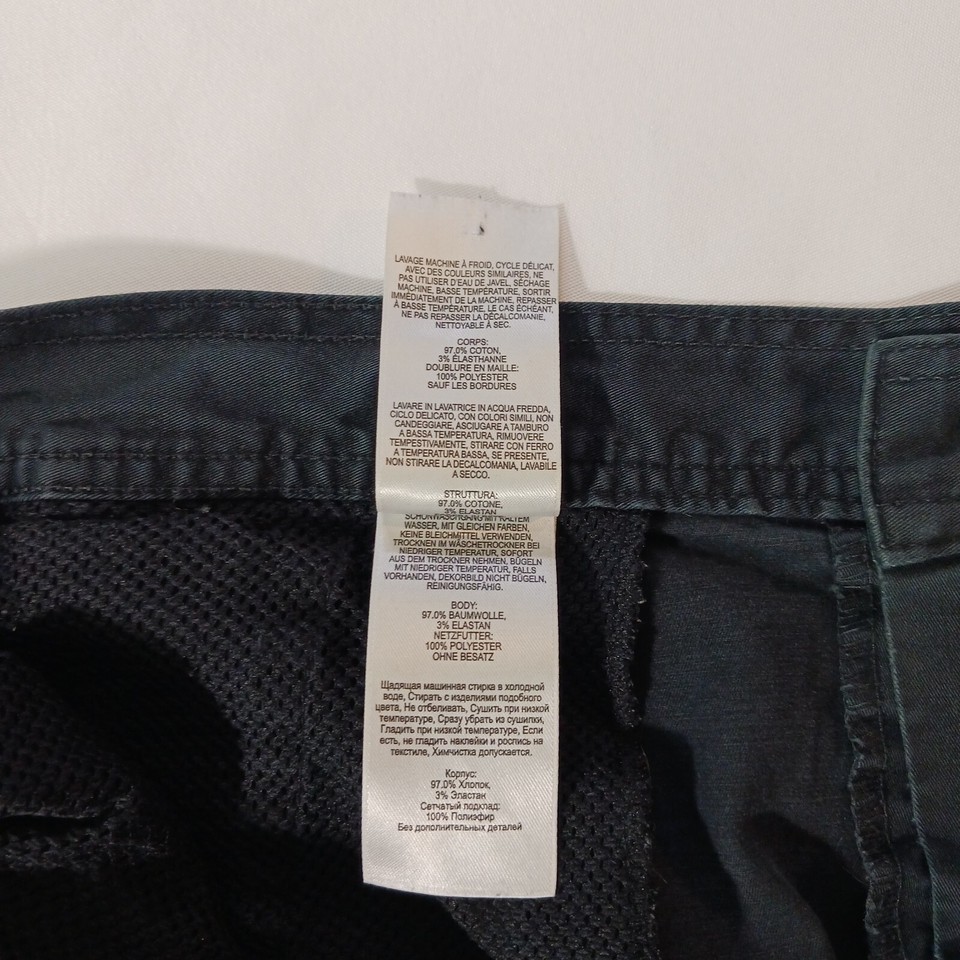 LAVAGE MACHINE À FROID, CYCLE DÉLICAT,
AVEC DES COULEURS SIMILAIRES, NE
PAS UTILISER D'EAU DE JAVEL, SÉCHAGE
MACHINE, BASSE TEMPÉRATURE, SORTIR
IMMÉDIATEMENT DE LA MACHINE, REPASSER
À BASSE TEMPÉRATURE, LE CAS ÉCHÉANT,
NE PAS REPASSER LA DÉCALCOMANIE,
NETTOYABLE À SEC.
CORPS:
97.0% COTON,
3% ÉLASTHANNE
DOUBLURE EN MAILLE:
100% POLYESTER
SAUF LES BORDURES
LAVARE IN LAVATRICE IN ACQUA FREDDA,
CICLO DELICATO, CON COLORI SIMILI, NON
CANDEGGIARE, ASCIUGARE A TAMBURO
A BASSA TEMPERATURA, RIMUOVERE
TEMPESTIVAMENTE, STIRARE CON FERRO
A TEMPERATURA BASSA, SE PRESENTE,
NON STIRARE LA DECALCOMANIA, LAVABILE
A SECCO.
STRUTTURA:
97.0% COTONE,
3% ELASTAN
SCHONWASCHGANG MIT KALTEM
WASSER, MIT GLEICHEN FARBEN,
KEINE BLEICHMITTEL VERWENDEN,
TROCKNEN IM WÄSCHETROCKNER BEI
NIEDRIGER TEMPERATUR, SOFORT
AUS DEM TROCKNER NEHMEN, BÜGELN
MIT NIEDRIGER TEMPERATUR, FALLS
VORHANDEN, DEKORBILD NICHT BÜGELN,
REINIGUNGSFÄHIG.
BODY:
97.0% BAUMWOLLE,
3% ELASTAN
NETZFUTTER:
100% POLYESTER
OHNE BESATZ
Щадящая машинная стирка в холодной
воде, Стирать с изделиями подобного
цвета, Не отбеливать, Сушить при низкой
температуре, Сразу убрать из сушилки,
Гладить при низкой температуре, Если
есть, не гладить наклейки и роспись на
текстиле, Химчистка допускается.
Корпус:
97.0% Хлопок,
3% Эластан
Сетчатый подклад:
100% Полиэфир
Без дополнительных деталей